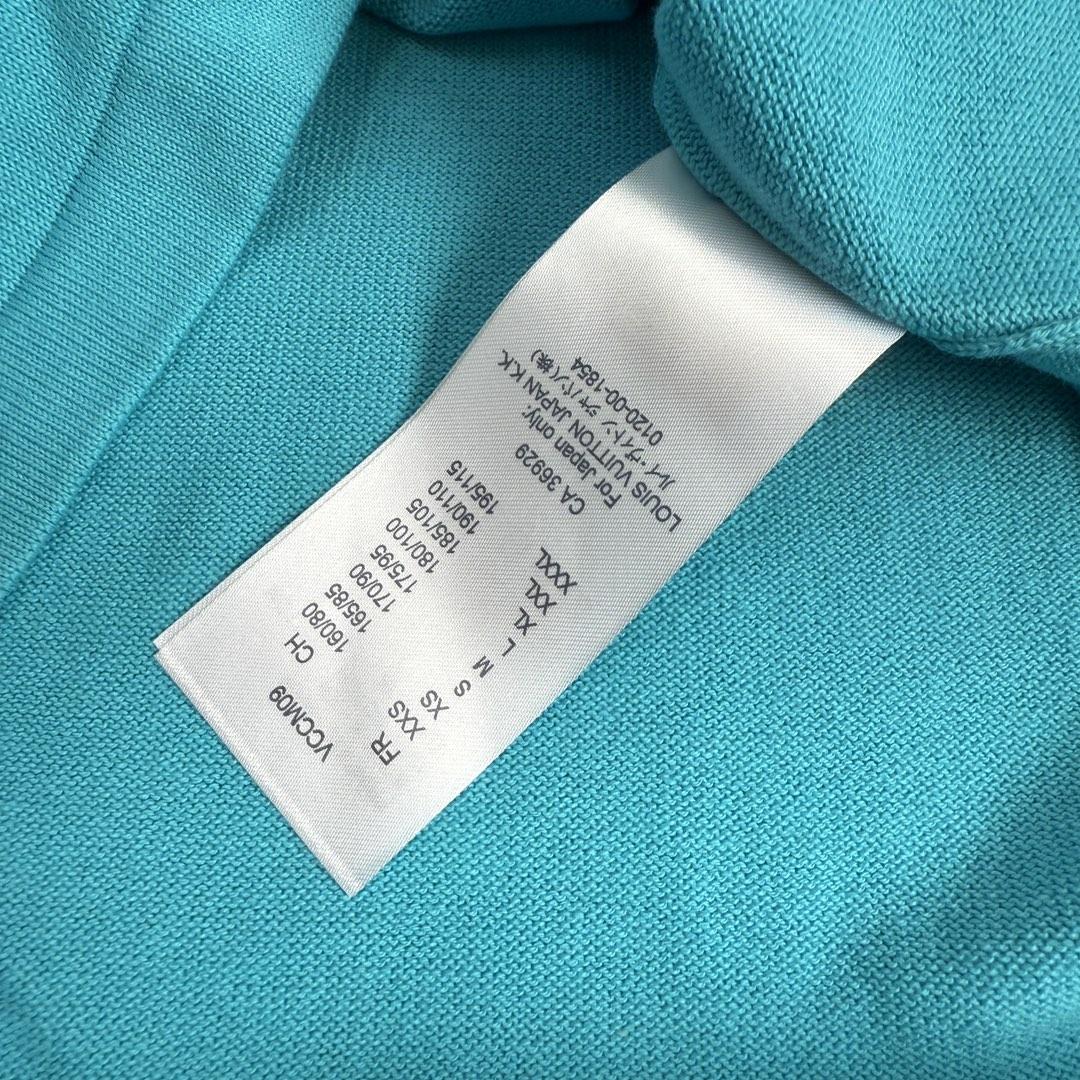 VCCM09
FR CH
XXS 160/80
XS 165/85
S 170/90
M 175/95
L 180/100
XL 185/105
XXL 190/110
XXXL 195/115
CA 36929
For Japan only:
LOUIS VUITTON JAPAN K.K.
ルイ・ヴィトン ジャパン(株)
0120-00-1854